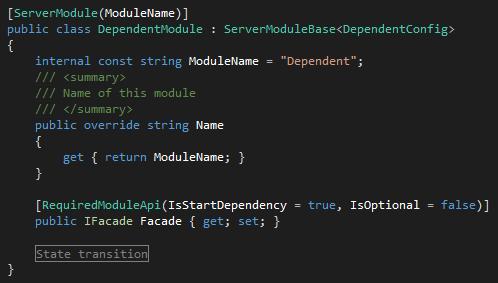 [ServerModule(ModuleName)]
public class DependentModule : ServerModuleBase<DependentConfig>
{
    internal const string ModuleName = "Dependent";
    /// <summary>
    /// Name of this module
    /// </summary>
    public override string Name
    {
        get { return ModuleName; }
    }

    [RequiredModuleApi(IsStartDependency = true, IsOptional = false)]
    public IFacade Facade { get; set; }

    State transition
}